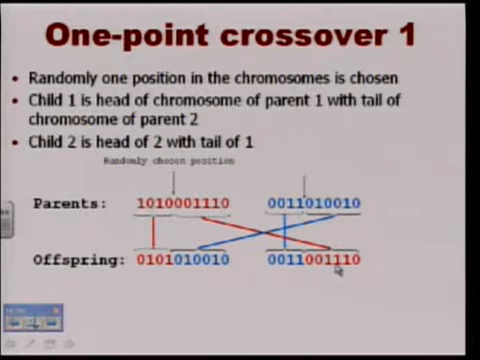 One-point crossover 1
• Randomly one position in the chromosomes is chosen
• Child 1 is head of chromosome of parent 1 with tail of
chromosome of parent 2
• Child 2 is head of 2 with tail of 1
Randomly chosen position
Parents: 1010001110 0011010010
Offspring: 0101010010 0011001110